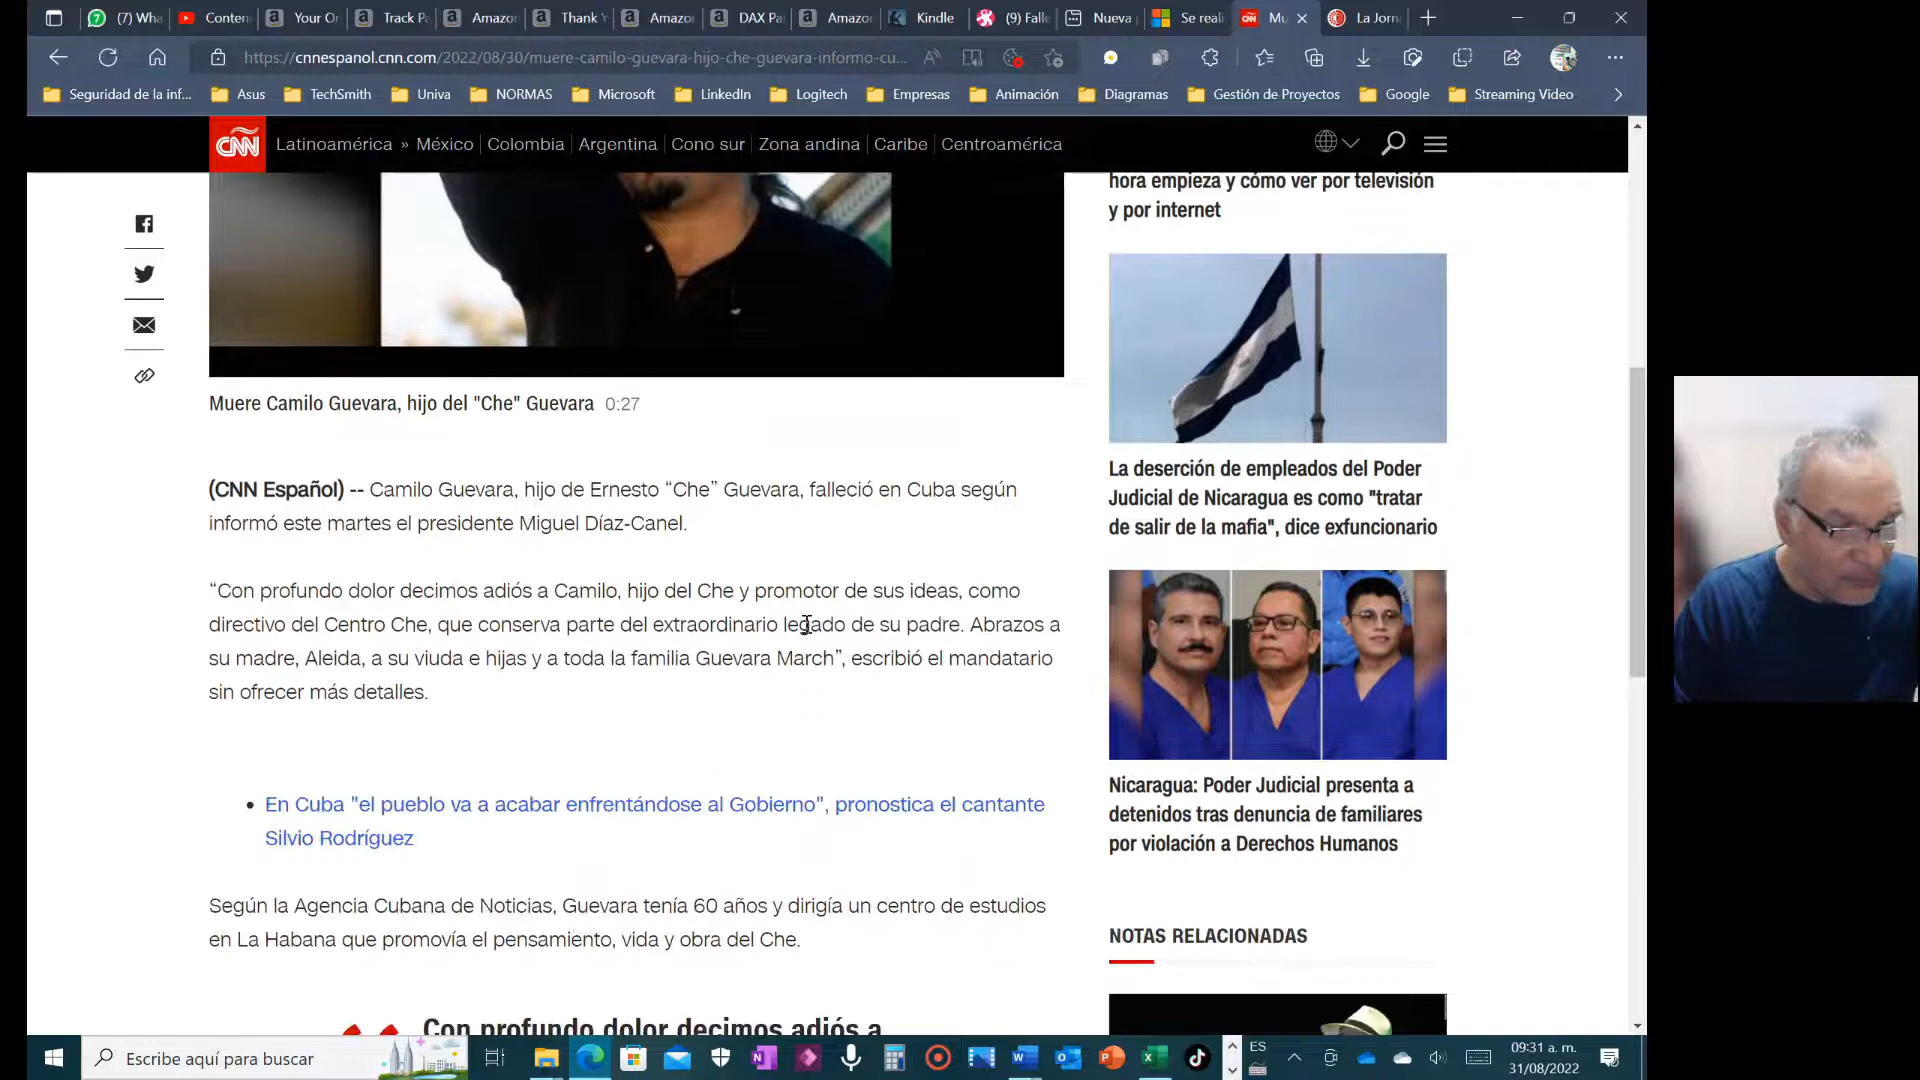 (7) Wha
Conten
Your O
Track P
Amazo
Thank Y
Amazo
DAX Pa
Amazo
Kindle
(9) Falle
Nueva
Se reali
Mu
La Jorn
https://cnnespanol.cnn.com/2022/08/30/muere-camilo-guevara-hijo-che-guevara-informo-cu...
Seguridad de la inf...
Asus
TechSmith
Univa
NORMAS
Microsoft
LinkedIn
Logitech
Empresas
Animación
Diagramas
Gestión de Proyectos
Google
Streaming Video
CNN
Latinoamérica » México | Colombia | Argentina | Cono sur | Zona andina | Caribe | Centroamérica
Muere Camilo Guevara, hijo del "Che" Guevara 0:27
(CNN Español) -- Camilo Guevara, hijo de Ernesto “Che” Guevara, falleció en Cuba según
informó este martes el presidente Miguel Díaz-Canel.
“Con profundo dolor decimos adiós a Camilo, hijo del Che y promotor de sus ideas, como
directivo del Centro Che, que conserva parte del extraordinario legado de su padre. Abrazos a
su madre, Aleida, a su viuda e hijas y a toda la familia Guevara March”, escribió el mandatario
sin ofrecer más detalles.
En Cuba "el pueblo va a acabar enfrentándose al Gobierno", pronostica el cantante
Silvio Rodríguez
Según la Agencia Cubana de Noticias, Guevara tenía 60 años y dirigía un centro de estudios
en La Habana que promovía el pensamiento, vida y obra del Che.
Con profundo dolor decimos adiós a
hora empieza y cómo ver por televisión
y por internet
La deserción de empleados del Poder
Judicial de Nicaragua es como "tratar
de salir de la mafia", dice exfuncionario
Nicaragua: Poder Judicial presenta a
detenidos tras denuncia de familiares
por violación a Derechos Humanos
NOTAS RELACIONADAS
Escribe aquí para buscar
ES
09:31 a. m.
31/08/2022